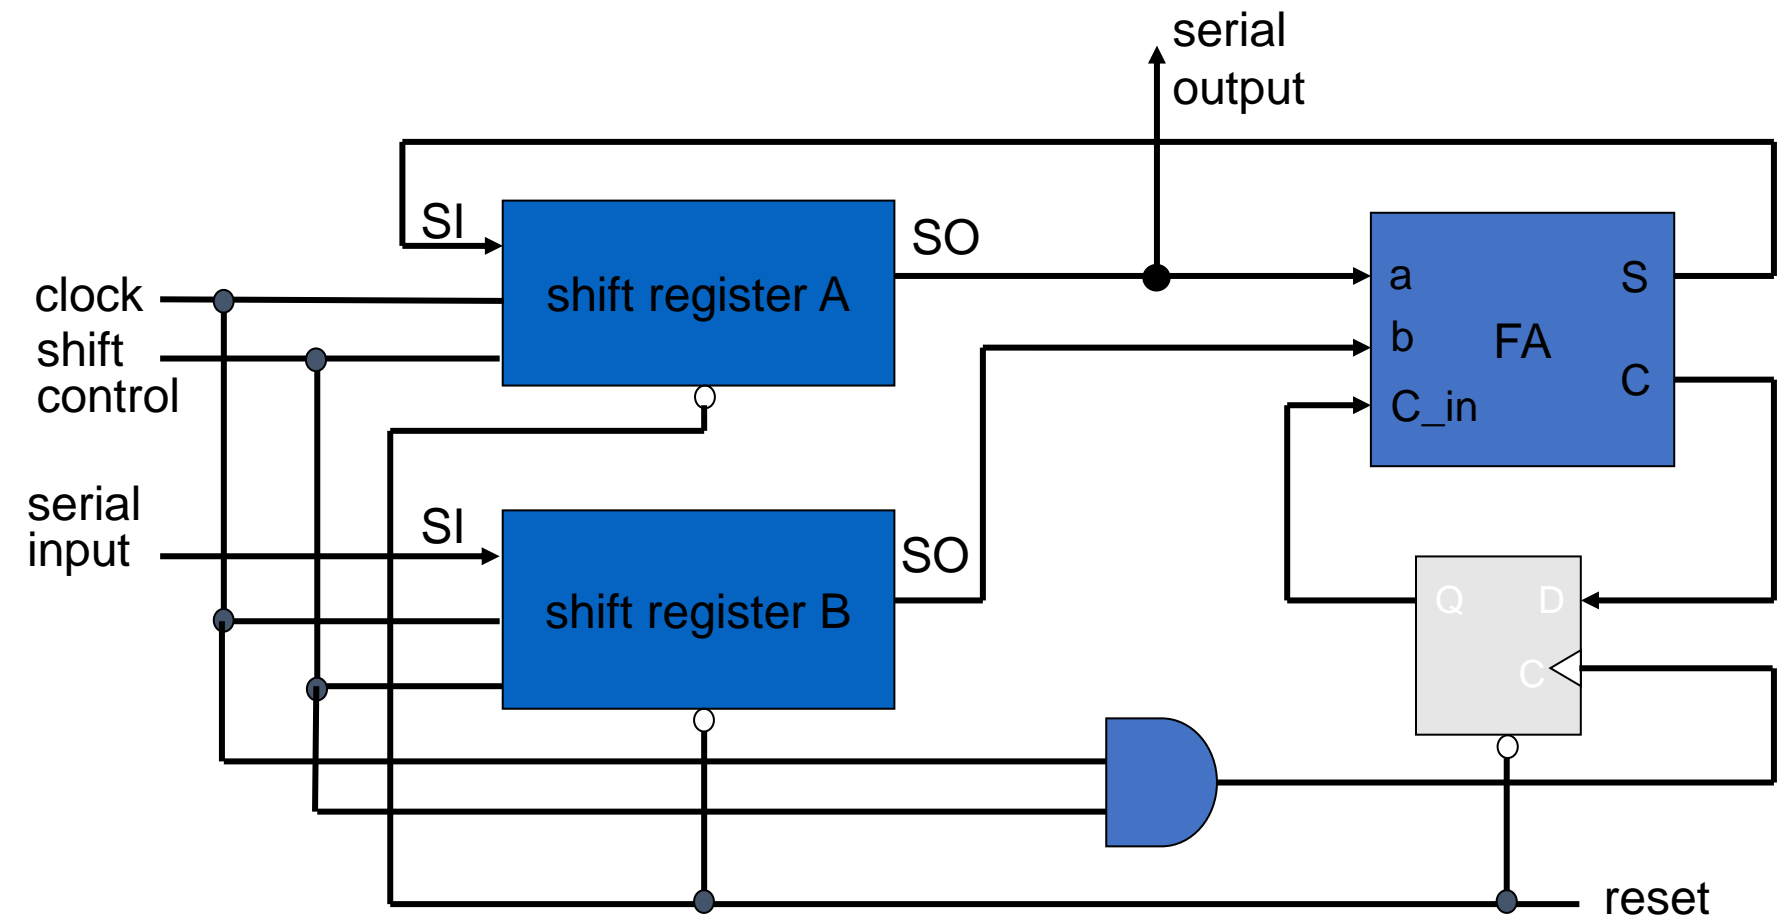 serial
output
SI
SO
shift register A
clock
shift
control
a
S
b
FA
C
C_in
serial
input
SI
SO
shift register B
Q
D
C
reset